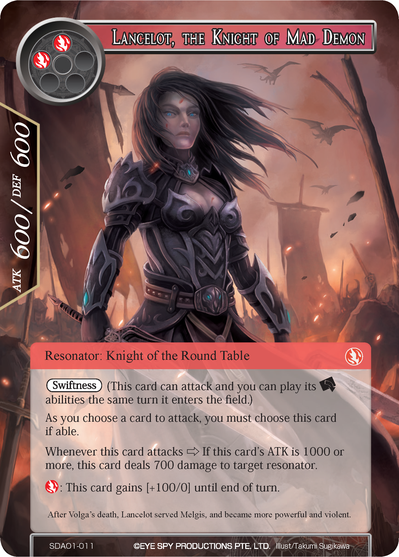 Lancelot, the Knight of Mad Demon
ATK 600/DEF 600
Resonator: Knight of the Round Table
Swiftness (This card can attack and you can play its
abilities the same turn it enters the field.)
As you choose a card to attack, you must choose this card
if able.
Whenever this card attacks ⇨ If this card's ATK is 1000 or
more, this card deals 700 damage to target resonator.
: This card gains [+100/0] until end of turn.
After Volga's death, Lancelot served Melgis, and became more powerful and violent.
SDAO1-011 ©EYE SPY PRODUCTIONS PTE. LTD. Illust/Takumi Sugikawa